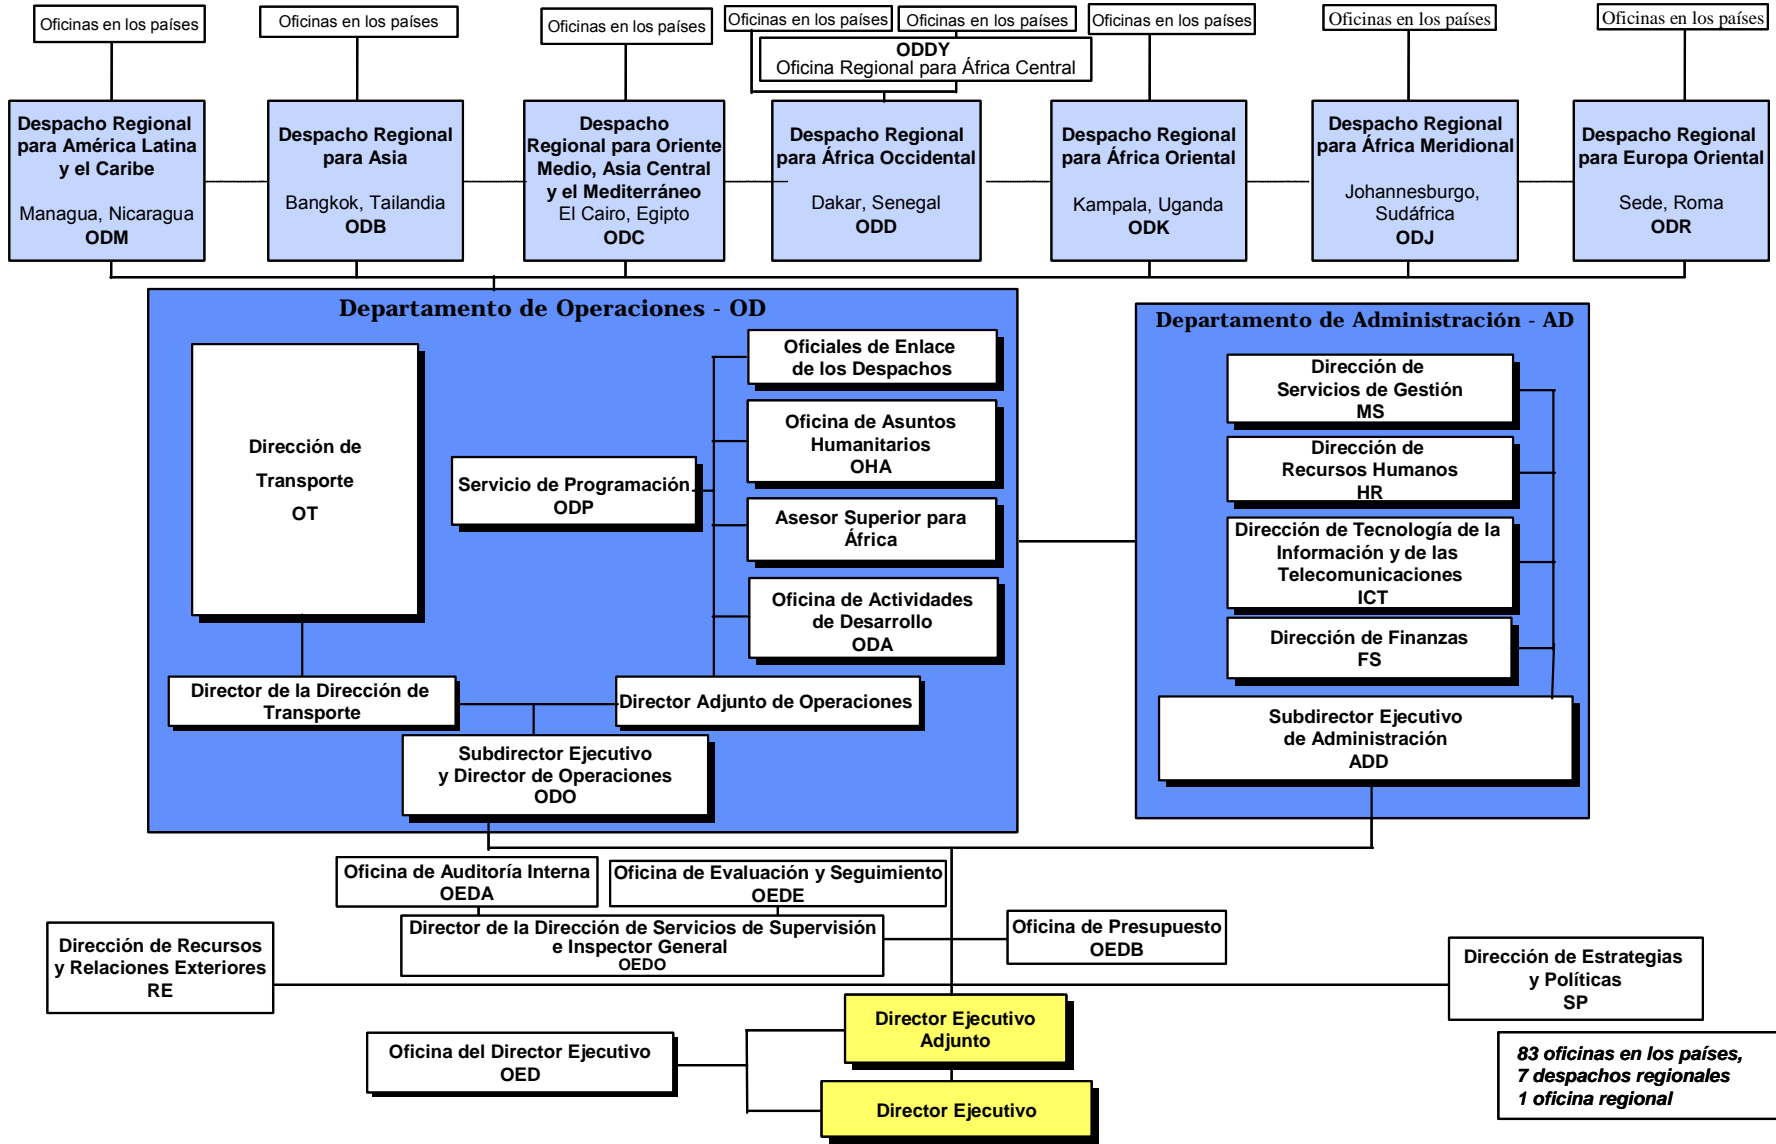 Oficinas en los países
Oficinas en los países
Oficinas en los países
Oficinas en los países
Oficinas en los países
Oficinas en los países
Oficinas en los países
Oficinas en los países
ODDY
Oficina Regional para África Central
Despacho Regional
para América Latina
y el Caribe
Managua, Nicaragua
ODM
Despacho Regional
para Asia
Bangkok, Tailandia
ODB
Despacho
Regional para Oriente
Medio, Asia Central
y el Mediterráneo
El Cairo, Egipto
ODC
Despacho Regional
para África Occidental
Dakar, Senegal
ODD
Despacho Regional
para África Oriental
Kampala, Uganda
ODK
Despacho Regional
para África Meridional
Johannesburgo,
Sudáfrica
ODJ
Despacho Regional
para Europa Oriental
Sede, Roma
ODR
Departamento de Operaciones - OD
Dirección de
Transporte
OT
Servicio de Programación
ODP
Oficiales de Enlace
de los Despachos
Oficina de Asuntos
Humanitarios
OHA
Asesor Superior para
África
Oficina de Actividades
de Desarrollo
ODA
Director de la Dirección de
Transporte
Director Adjunto de Operaciones
Subdirector Ejecutivo
y Director de Operaciones
ODO
Departamento de Administración - AD
Dirección de
Servicios de Gestión
MS
Dirección de
Recursos Humanos
HR
Dirección de Tecnología de la
Información y de las
Telecomunicaciones
ICT
Dirección de Finanzas
FS
Subdirector Ejecutivo
de Administración
ADD
Oficina de Auditoría Interna
OEDA
Oficina de Evaluación y Seguimiento
OEDE
Director de la Dirección de Servicios de Supervisión
e Inspector General
OEDO
Oficina de Presupuesto
OEDB
Dirección de Recursos
y Relaciones Exteriores
RE
Dirección de Estrategias
y Políticas
SP
Director Ejecutivo
Adjunto
Oficina del Director Ejecutivo
OED
Director Ejecutivo
83 oficinas en los países,
7 despachos regionales
1 oficina regional